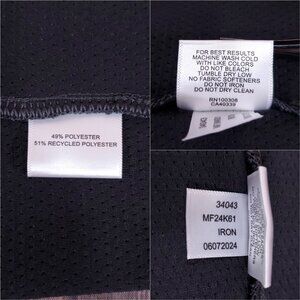 49% POLYESTER
51% RECYCLED POLYESTER
FOR BEST RESULTS
MACHINE WASH COLD
WITH LIKE COLORS
DO NOT BLEACH
TUMBLE DRY LOW
NO FABRIC SOFTENERS
DO NOT IRON
DO NOT DRY CLEAN
RN100308
CA40339
34043
MF24K61
IRON
06072024